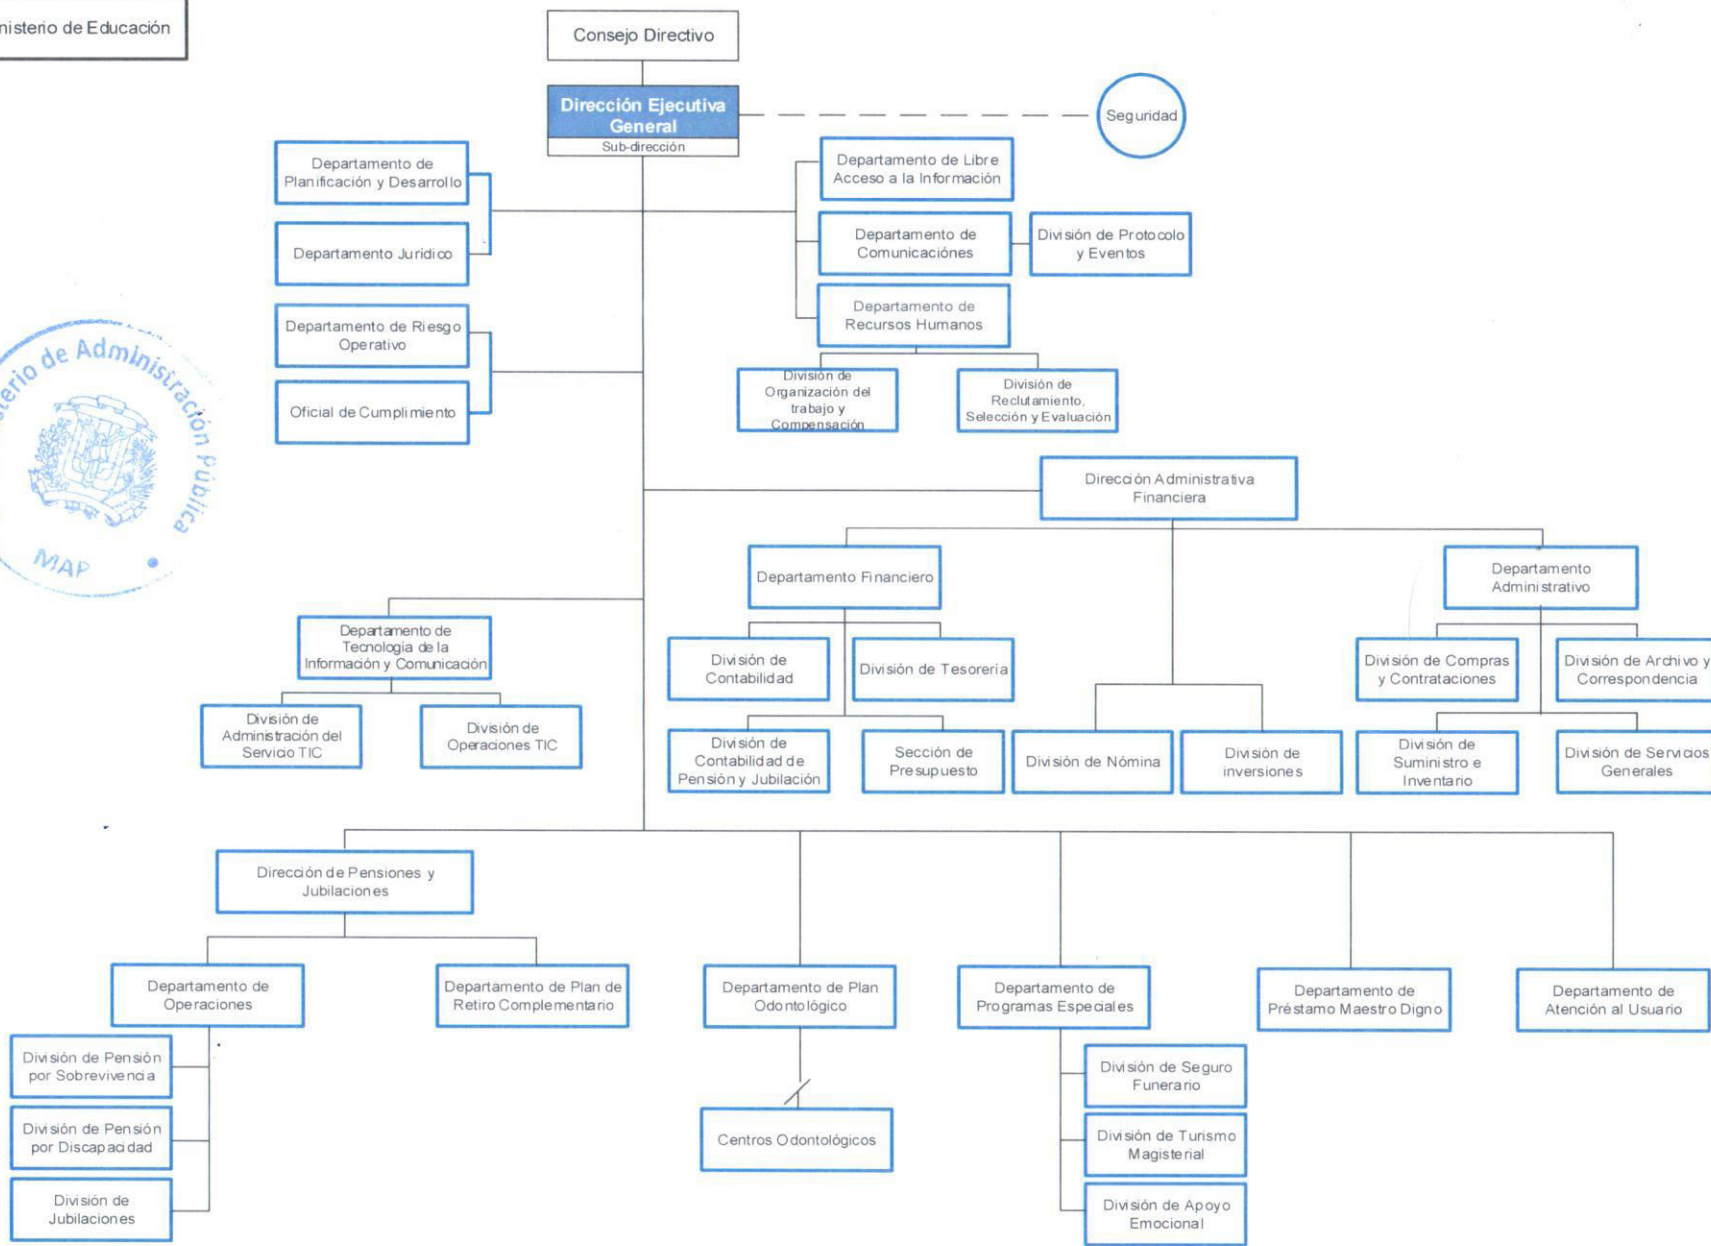 de Educación
Consejo Directivo
Dirección Ejecutiva
General
Sub-dirección
Seguridad
Departamento de
Planificación y Desarrollo
Departamento Jurídico
Departamento de Riesgo
Operativo
Oficial de Cumplimiento
Departamento de Libre
Acceso a la Información
Departamento de
Comunicaciónes
División de Protocolo
y Eventos
Departamento de
Recursos Humanos
División de
Organización del
trabajo y
Compensación
División de
Reclutamiento,
Selección y Evaluación
de Administración Pública
MAP
Dirección Administrativa
Financiera
Departamento Financiero
Departamento
Administrativo
Departamento de
Tecnología de la
Información y Comunicación
División de
Administración del
Servicio TIC
División de
Operaciones TIC
División de
Contabilidad
División de Tesorería
División de
Contabilidad de
Pensión y Jubilación
Sección de
Presupuesto
División de Nómina
División de
inversiones
División de Compras
y Contrataciones
División de Archivo y
Correspondencia
División de
Suministro e
Inventario
División de Servicios
Generales
Dirección de Pensiones y
Jubilaciones
Departamento de
Operaciones
Departamento de Plan de
Retiro Complementario
Departamento de Plan
Odontológico
Departamento de
Programas Especiales
Departamento de
Préstamo Maestro Digno
Departamento de
Atención al Usuario
División de Pensión
por Sobrevivencia
División de Pensión
por Discapacidad
División de
Jubilaciones
Centros Odontológicos
División de Seguro
Funerario
División de Turismo
Magisterial
División de Apoyo
Emocional